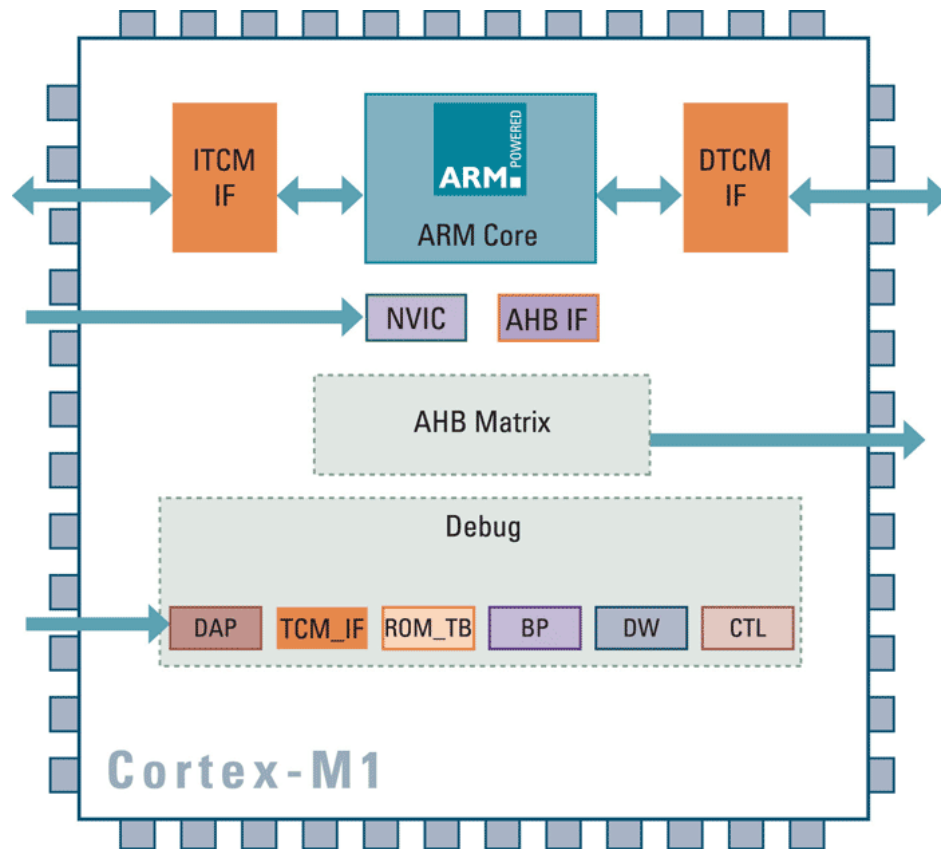 ITCM
IF
ARM
POWERED
ARM Core
DTCM
IF
NVIC
AHB IF
AHB Matrix
Debug
DAP
TCM_IF
ROM_TB
BP
DW
CTL
Cortex-M1